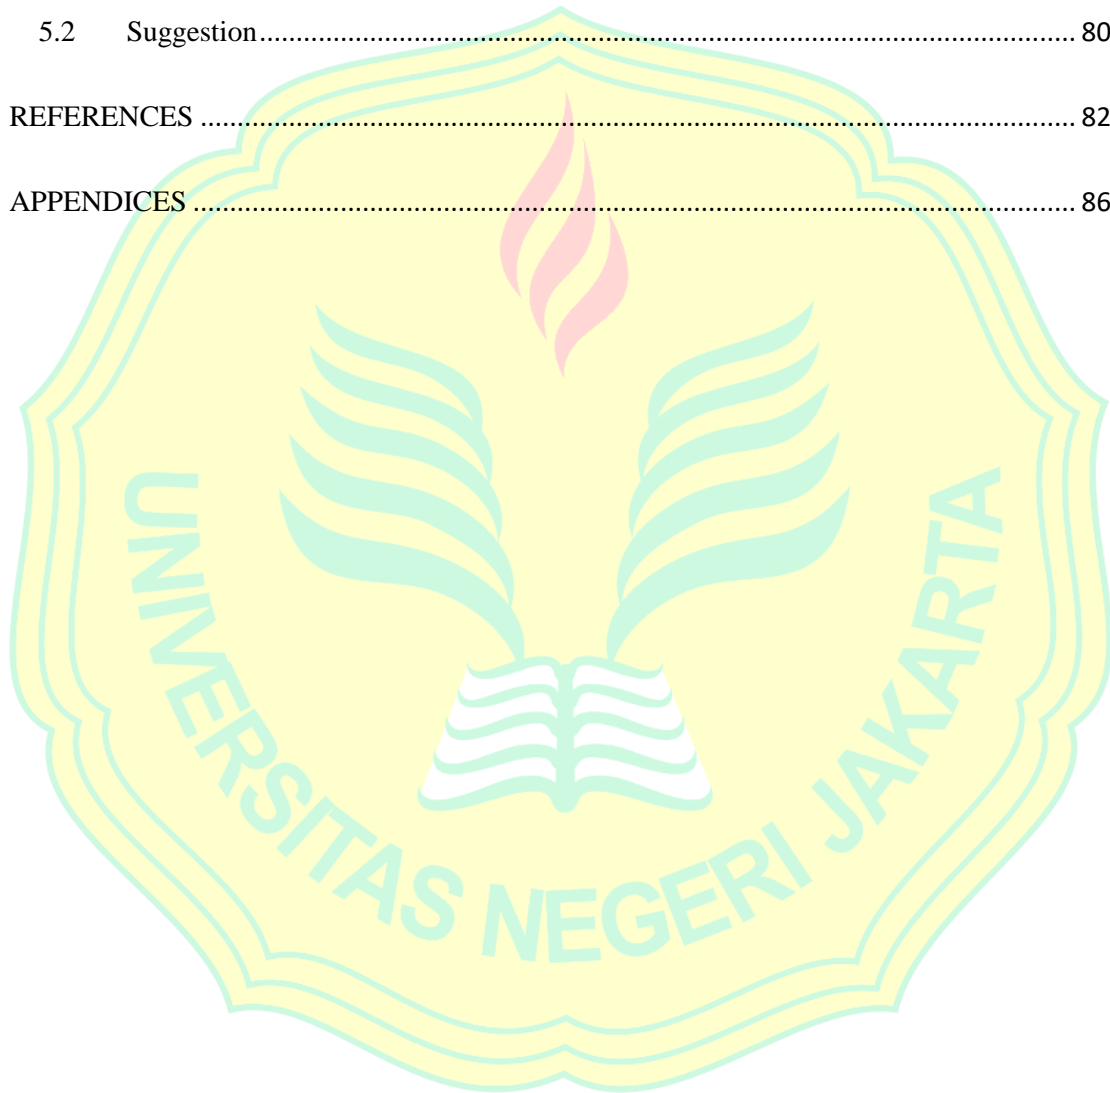 5.2 Suggestion........................................................................................................ 80
REFERENCES ........................................................................................................ 82
APPENDICES ........................................................................................................ 86
UNIVERSITAS NEGERI JAKARTA